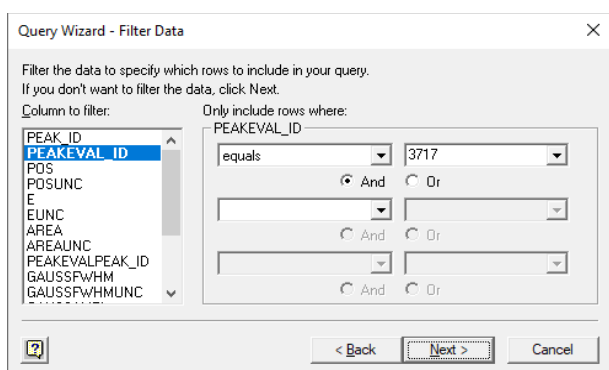 Query Wizard - Filter Data
Filter the data to specify which rows to include in your query.
If you don't want to filter the data, click Next.
Column to filter:
Only include rows where:
PEAK_ID
PEAKEVAL_ID
POS
POSUNC
E
EUNC
AREA
AREAUNC
PEAKEVALPEAK_ID
GAUSSFWHM
GAUSSFWHMUNC
PEAKEVAL_ID
equals
3717
And Or
And Or
And Or
< Back
Next >
Cancel